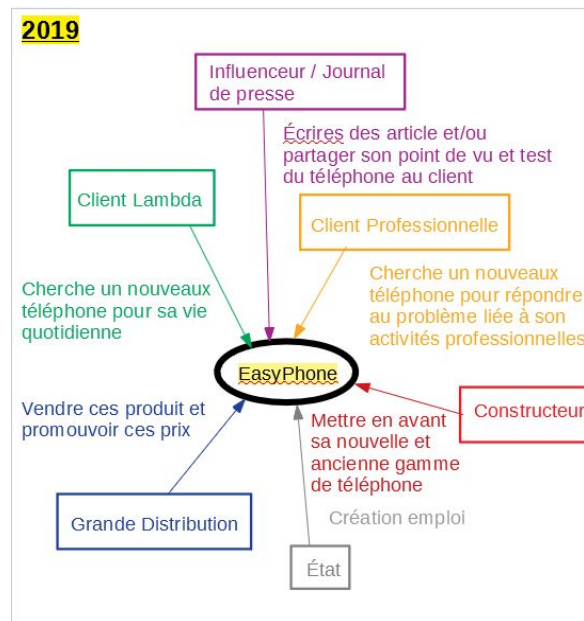 2019
Influenceur / Journal
de presse
Écrires des article et/ou
partager son point de vu et test
du téléphone au client
Client Lambda
Client Professionnelle
Cherche un nouveaux
téléphone pour sa vie
quotidienne
Cherche un nouveaux
téléphone pour répondre
au problème liée à son
activités professionnelles
EasyPhone
Vendre ces produit et
promouvoir ces prix
Mettre en avant
sa nouvelle et
ancienne gamme
de téléphone
Constructeur
Grande Distribution
Création emploi
État